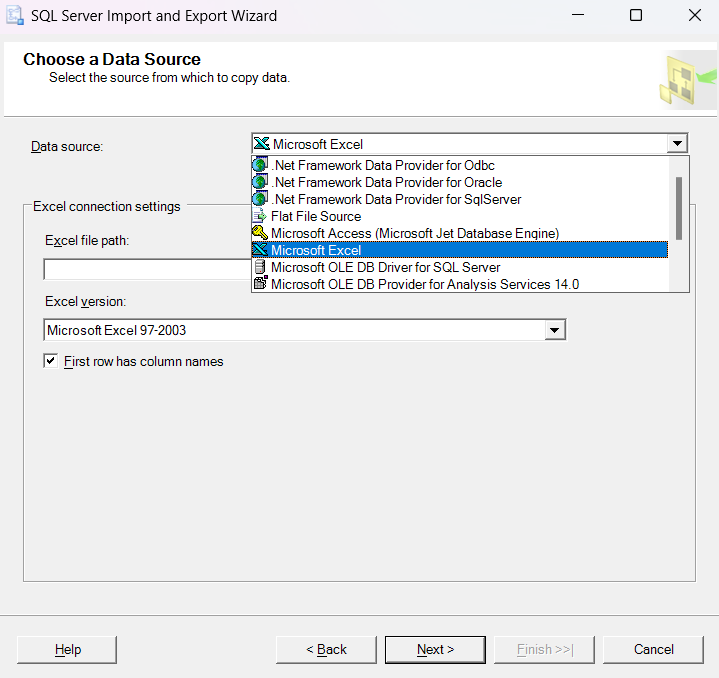 SQL Server Import and Export Wizard
Choose a Data Source
Select the source from which to copy data.
Data source:
Microsoft Excel
.Net Framework Data Provider for Odbc
.Net Framework Data Provider for Oracle
.Net Framework Data Provider for SqlServer
Flat File Source
Microsoft Access (Microsoft Jet Database Engine)
Microsoft Excel
Microsoft OLE DB Driver for SQL Server
Microsoft OLE DB Provider for Analysis Services 14.0
Excel connection settings
Excel file path:
Excel version:
Microsoft Excel 97-2003
First row has column names
Help
< Back
Next >
Finish >>|
Cancel